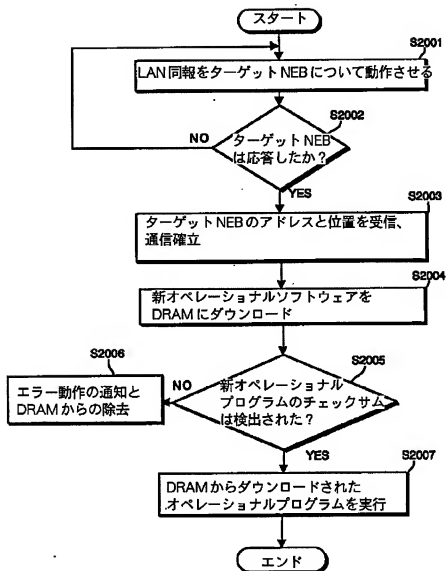 スタート
S2001
LAN同報をターゲットNEBについて動作させる
S2002
NO
ターゲットNEB
は応答したか？
YES
S2003
ターゲットNEBのアドレスと位置を受信、
通信確立
S2004
新オペレーショナルソフトウェアを
DRAMにダウンロード
S2006
S2005
エラー動作の通知と
DRAMからの除去
NO
新オペレーショナル
プログラムのチェックサム
は検出された？
YES
S2007
DRAMからダウンロードされた
オペレーショナルプログラムを実行
エンド